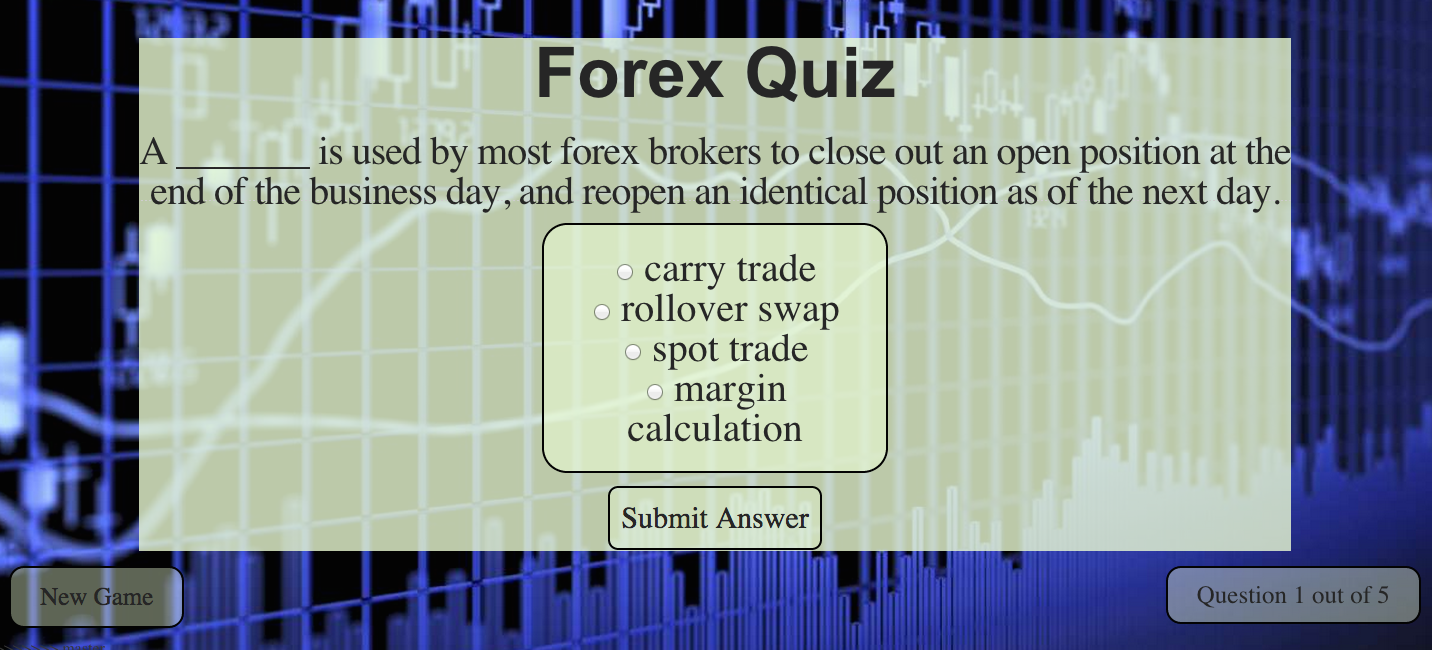 Forex Quiz
A _______ is used by most forex brokers to close out an open position at the
end of the business day, and reopen an identical position as of the next day.
carry trade
rollover swap
spot trade
margin
calculation
Submit Answer
New Game
Question 1 out of 5